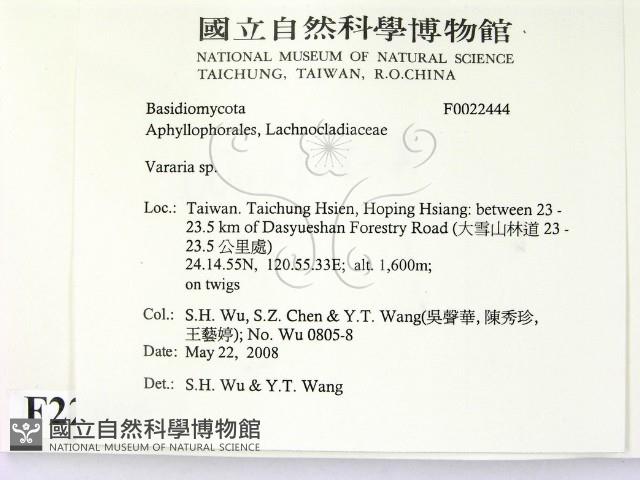 國立自然科學博物館
NATIONAL MUSEUM OF NATURAL SCIENCE
TAICHUNG, TAIWAN, R.O.CHINA
Basidiomycota F0022444
Aphyllophorales, Lachnocladiaceae
Vararia sp.
Loc.: Taiwan. Taichung Hsien, Hoping Hsiang: between 23 -
23.5 km of Dasyueshan Forestry Road (大雪山林道 23 -
23.5 公里處)
24.14.55N, 120.55.33E; alt. 1,600m;
on twigs
Col.: S.H. Wu, S.Z. Chen & Y.T. Wang(吳聲華, 陳秀珍,
王藝婷); No. Wu 0805-8
Date: May 22, 2008
Det.: S.H. Wu & Y.T. Wang
國立自然科學博物館
NATIONAL MUSEUM OF NATURAL SCIENCE